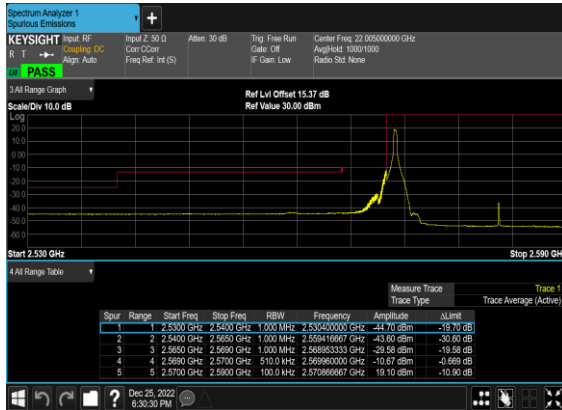 Spectrum Analyzer 1
Spurious Emissions
KEYSIGHT Input: RF Input Z: 50 Ω Atten: 30 dB Trig: Free Run Center Freq: 22.005000000 GHz
R T Coupling: DC Corr CCorr Gate: Off Avg|Hold: 1000/1000
Align: Auto Freq Ref: Int (S) IF Gain: Low Radio Std: None
PASS
3 All Range Graph
Ref Lvl Offset 15.37 dB
Scale/Div 10.0 dB Ref Value 30.00 dBm
Log
20.0
10.0
0.00
-10.0
-20.0
-30.0
-40.0
-50.0
-60.0
Start 2.530 GHz Stop 2.590 GH
4 All Range Table
Measure Trace Trace 1
Trace Type Trace Average (Active)
Spur Range Start Freq Stop Freq RBW Frequency Amplitude ΔLimit
1 1 2.5300 GHz 2.5400 GHz 1.000 MHz 2.530400000 GHz -44.70 dBm -19.70 dB
2 2 2.5400 GHz 2.5650 GHz 1.000 MHz 2.559416667 GHz -43.60 dBm -30.60 dB
3 3 2.5650 GHz 2.5690 GHz 1.000 MHz 2.568953333 GHz -29.58 dBm -19.58 dB
4 4 2.5690 GHz 2.5700 GHz 510.0 kHz 2.569960000 GHz -10.67 dBm -0.669 dB
5 5 2.5700 GHz 2.5900 GHz 100.0 kHz 2.570866667 GHz 19.10 dBm -10.90 dB
Dec 25, 2022
6:30:30 PM